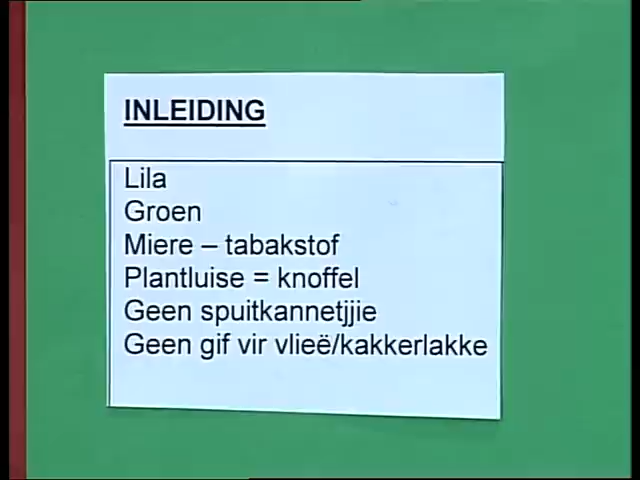 INLEIDING
Lila
Groen
Miere – tabakstof
Plantluise = knoffel
Geen spuitkannetjjie
Geen gif vir vlieë/kakkerlakke